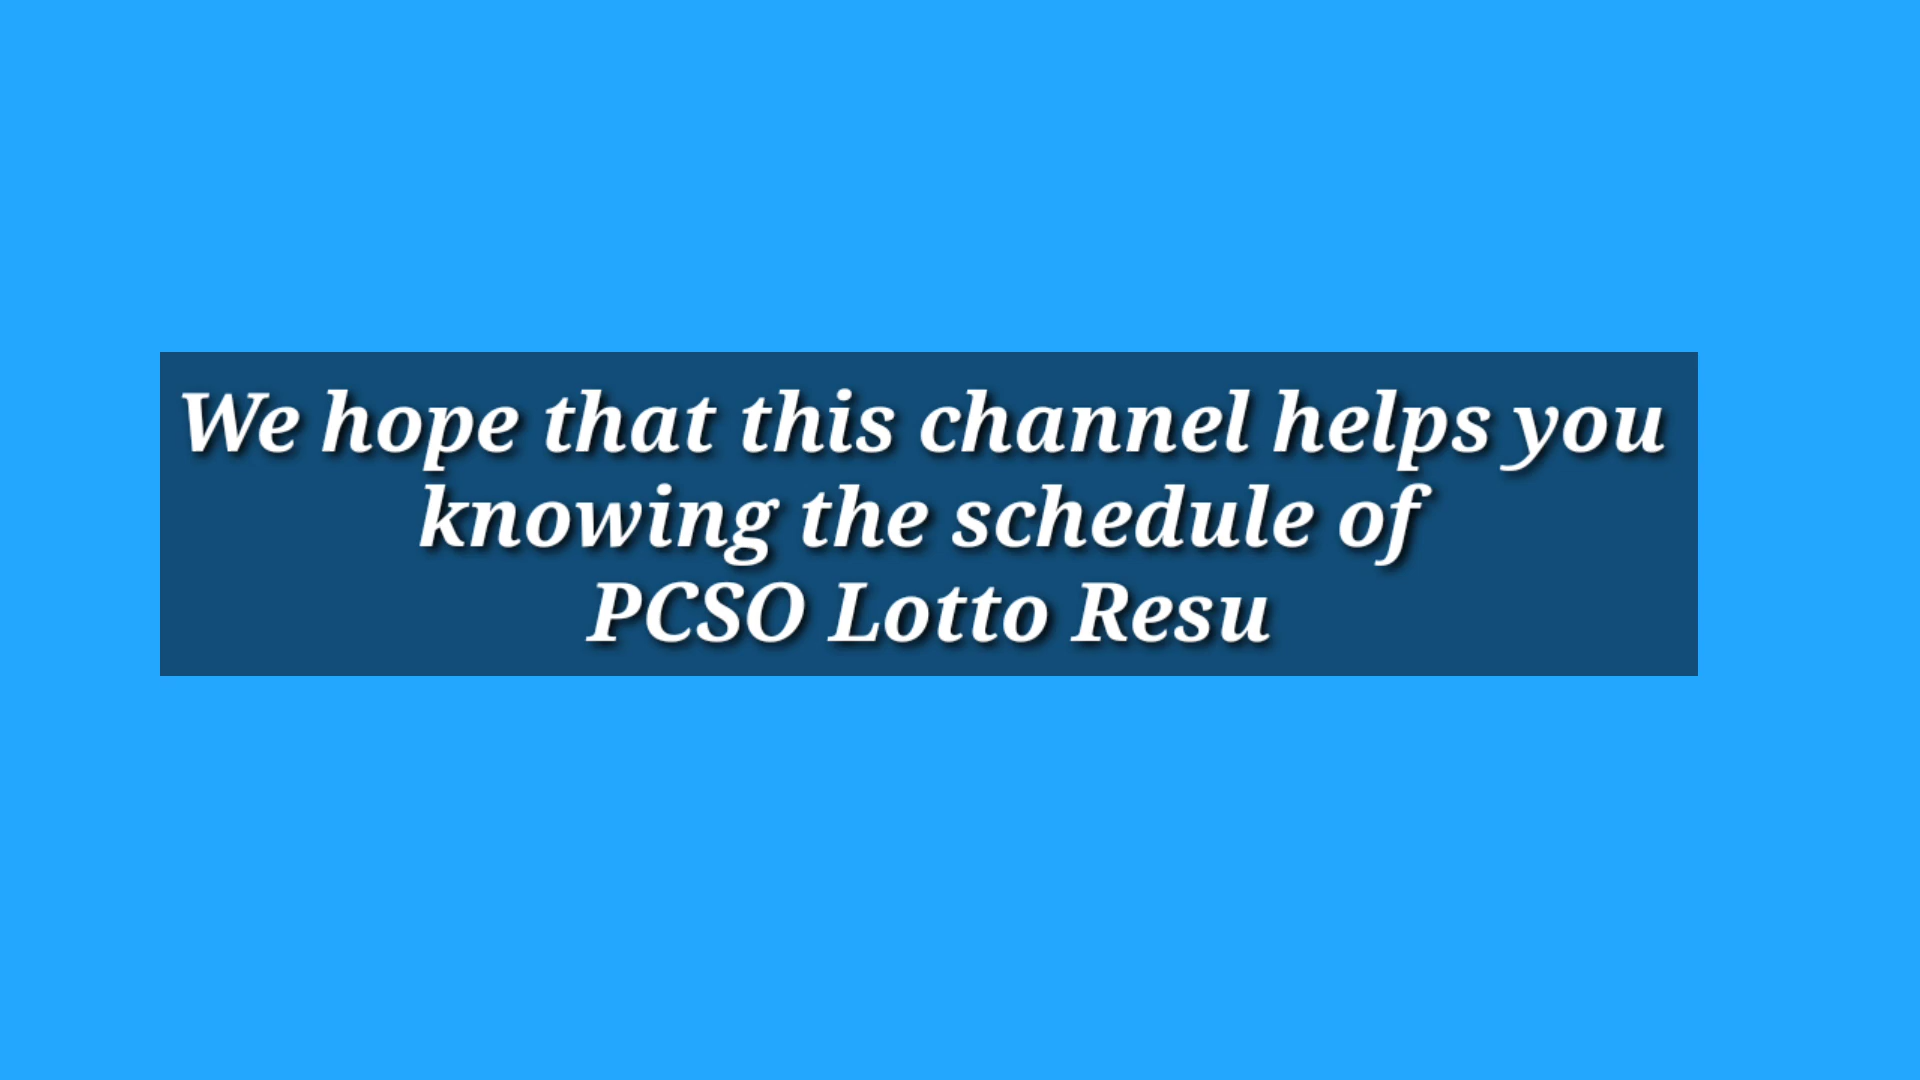 We hope that this channel helps you
knowing the schedule of
PCSO Lotto Resu